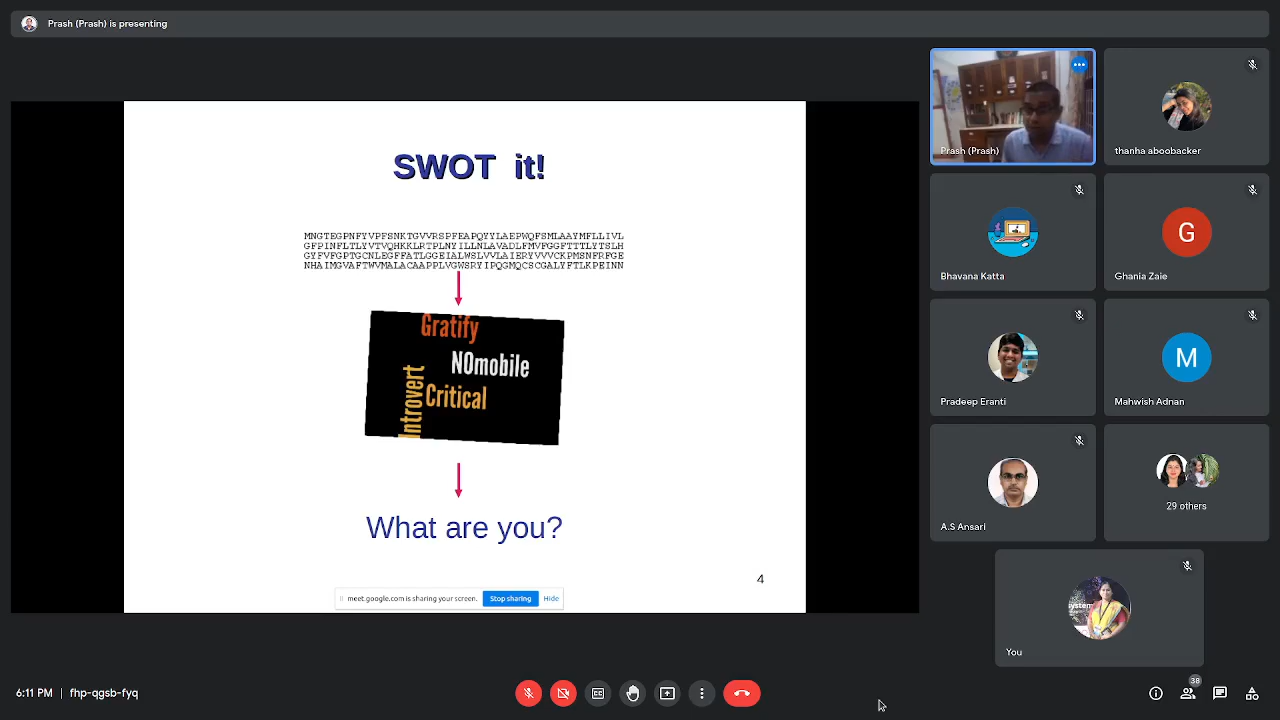 Prash (Prash) is presenting
SWOT it!
MNGTEGPNFYVPFSNKTGVVRSPFEAPQYYLAEPWQFSMLAAYMFLLIVL
GFPINFLTLYVTVQHKKLRTPLNYILLNLAVADLFMVFGGFTTTLYTSLH
GYFVFGPTGCNLEGFFATLGGEIALWSLVVLAIERYVVVCKPMSNFRFGE
NHAIMGVAFTWVMALACAAPPLVGWSRYIPQGMQCSCGALYFTLKPEINN
Gratify
NOmobile
Introvert
Critical
What are you?
4
meet.google.com is sharing your screen.
Stop sharing
Hide
Prash (Prash)
thanha aboobacker
Bhavana Katta
G
Ghania Zaie
Pradeep Eranti
M
Mahwish Adnan
A.S Ansari
29 others
system
You
6:11 PM | fhp-qgsb-fyq
38